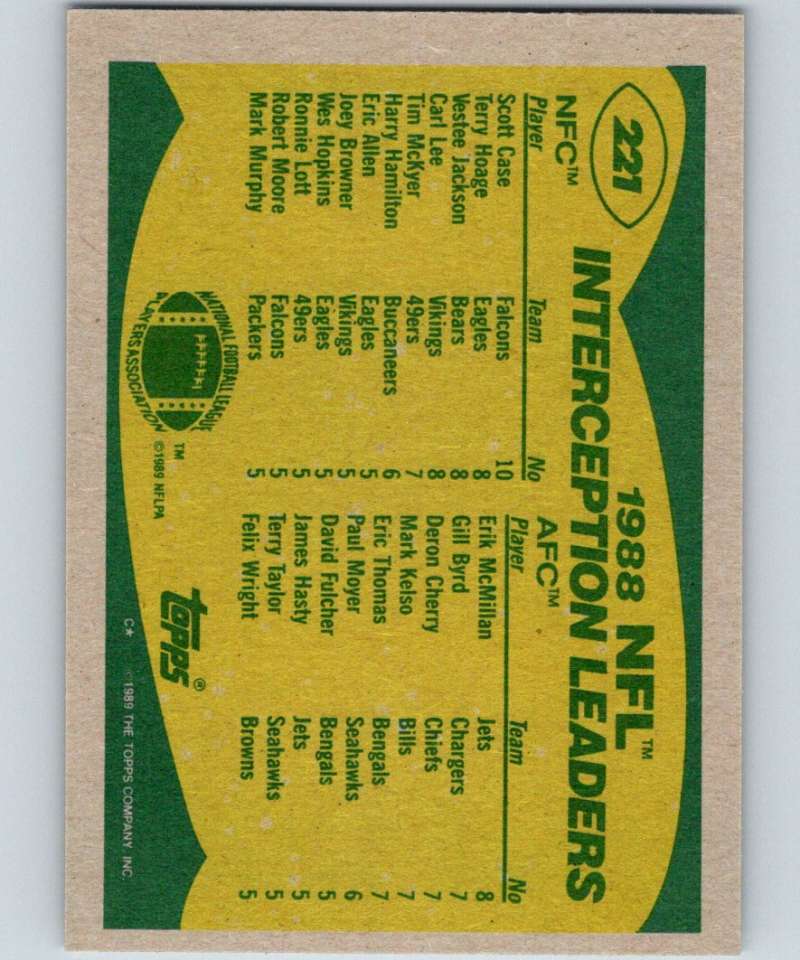 221
1988 NFL™
INTERCEPTION LEADERS
NFC™
Player Team No
Scott Case Falcons 10
Terry Hoage Eagles 8
Vestee Jackson Bears 8
Carl Lee Vikings 8
Tim McKyer 49ers 7
Harry Hamilton Buccaneers 6
Eric Allen Eagles 5
Joey Browner Vikings 5
Wes Hopkins Eagles 5
Ronnie Lott 49ers 5
Robert Moore Falcons 5
Mark Murphy Packers 5
AFC™
Player Team No
Erik McMillan Jets 8
Gill Byrd Chargers 7
Deron Cherry Chiefs 7
Mark Kelso Bills 7
Eric Thomas Bengals 7
Paul Moyer Seahawks 6
David Fulcher Bengals 5
James Hasty Jets 5
Terry Taylor Seahawks 5
Felix Wright Browns 5
NATIONAL FOOTBALL LEAGUE
PLAYERS ASSOCIATION
™
©1989 NFLPA
topps®
C* ©1989 THE TOPPS COMPANY, INC.